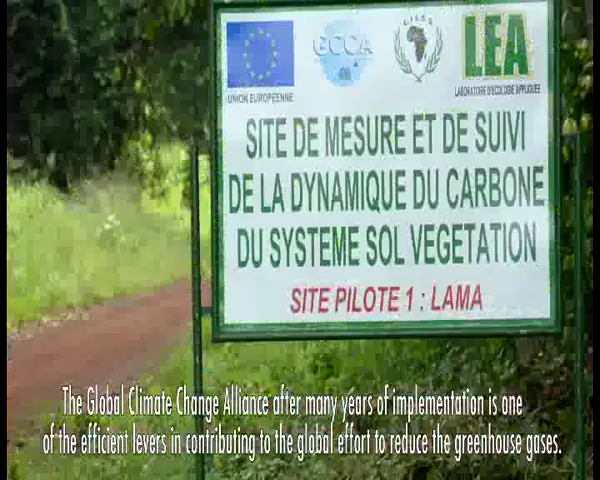 GCCA
CILSS
LEA
UNION EUROPÉENNE
LABORATOIRE D'ECOLOGIE APPLIQUEE
SITE DE MESURE ET DE SUIVI
DE LA DYNAMIQUE DU CARBONE
DU SYSTEME SOL VEGETATION
SITE PILOTE 1 : LAMA
The Global Climate Change Alliance after many years of implementation is one
of the efficient levers in contributing to the global effort to reduce the greenhouse gases.